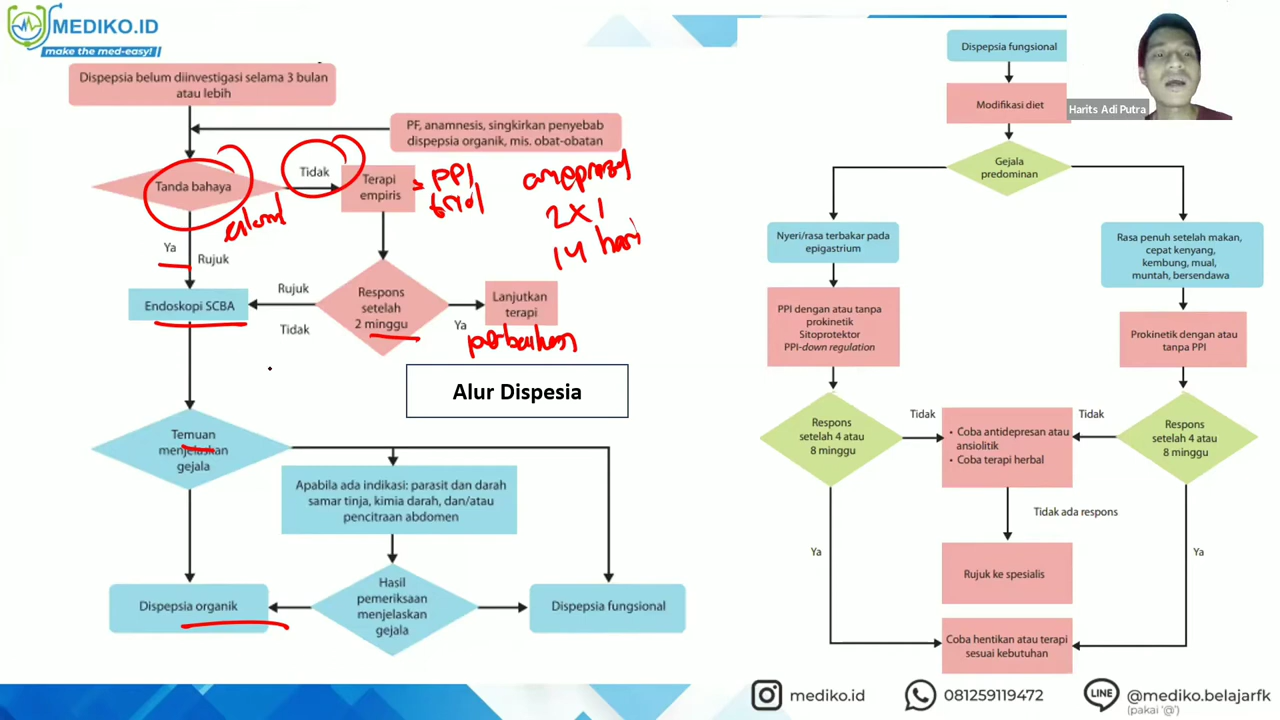 MEDIKO.ID
make the med-easy!
Dispepsia belum diinvestigasi selama 3 bulan
atau lebih
PF, anamnesis, singkirkan penyebab
dispepsia organik, mis. obat-obatan
Tanda bahaya
Tidak
Terapi
empiris
PPI
trial
omeprazol
2x1
14 hari
alarm
Ya
Rujuk
Endoskopi SCBA
Rujuk
Tidak
Respons
setelah
2 minggu
Ya
Lanjutkan
terapi
perbaikan
Alur Dispesia
Temuan
menjelaskan
gejala
Apabila ada indikasi: parasit dan darah
samar tinja, kimia darah, dan/atau
pencitraan abdomen
Dispepsia organik
Hasil
pemeriksaan
menjelaskan
gejala
Dispepsia fungsional
Dispepsia fungsional
Harits Adi Putra
Modifikasi diet
Gejala
predominan
Nyeri/rasa terbakar pada
epigastrium
Rasa penuh setelah makan,
cepat kenyang,
kembung, mual,
muntah, bersendawa
PPI dengan atau tanpa
prokinetik
Sitoprotektor
PPI-down regulation
Prokinetik dengan atau
tanpa PPI
Respons
setelah 4 atau
8 minggu
Tidak
• Coba antidepresan atau
ansiolitik
• Coba terapi herbal
Tidak
Respons
setelah 4 atau
8 minggu
Tidak ada respons
Ya
Rujuk ke spesialis
Ya
Coba hentikan atau terapi
sesuai kebutuhan
mediko.id
081259119472
LINE
@mediko.belajarfk
(pakai '@')